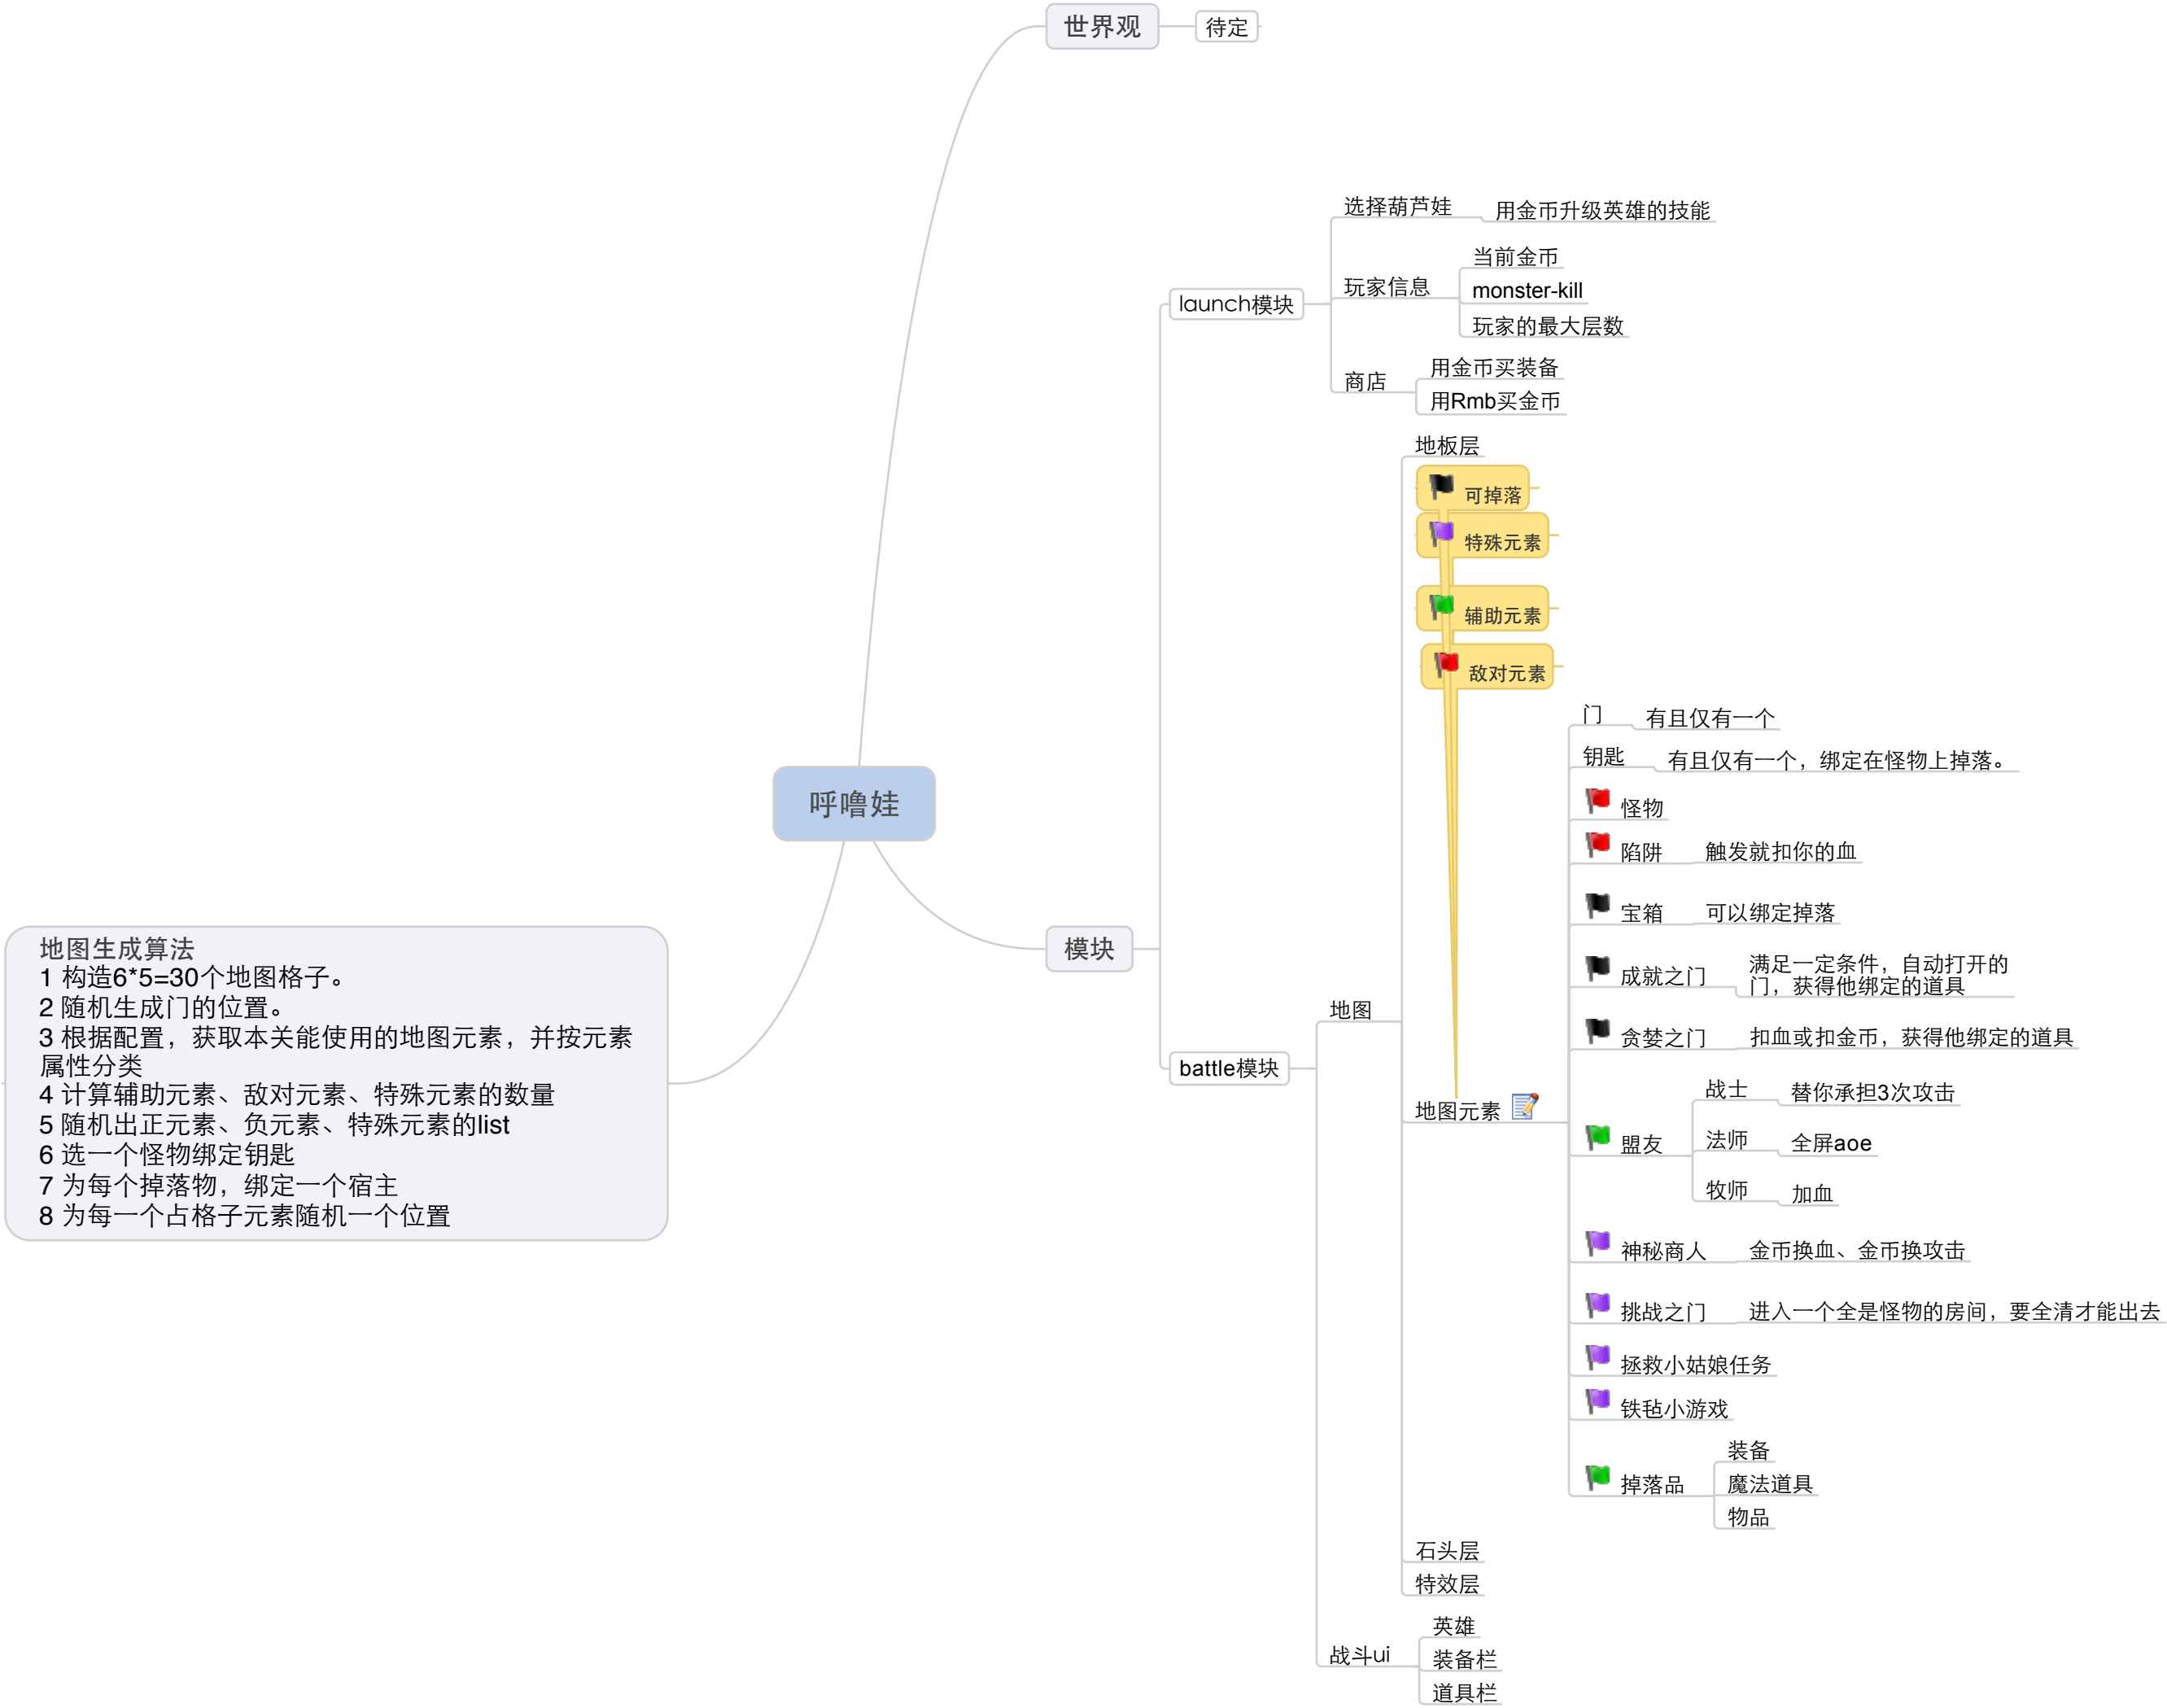 世界观
待定
呼噜娃
地图生成算法
1 构造6*5=30个地图格子。
2 随机生成门的位置。
3 根据配置，获取本关能使用的地图元素，并按元素
属性分类
4 计算辅助元素、敌对元素、特殊元素的数量
5 随机出正元素、负元素、特殊元素的list
6 选一个怪物绑定钥匙
7 为每个掉落物，绑定一个宿主
8 为每一个占格子元素随机一个位置
模块
launch模块
选择葫芦娃
用金币升级英雄的技能
玩家信息
当前金币
monster-kill
玩家的最大层数
商店
用金币买装备
用Rmb买金币
battle模块
地图
地板层
可掉落
特殊元素
辅助元素
敌对元素
地图元素
门
有且仅有一个
钥匙
有且仅有一个，绑定在怪物上掉落。
怪物
陷阱
触发就扣你的血
宝箱
可以绑定掉落
成就之门
满足一定条件，自动打开的
门，获得他绑定的道具
贪婪之门
扣血或扣金币，获得他绑定的道具
盟友
战士
替你承担3次攻击
法师
全屏aoe
牧师
加血
神秘商人
金币换血、金币换攻击
挑战之门
进入一个全是怪物的房间，要全清才能出去
拯救小姑娘任务
铁毡小游戏
掉落品
装备
魔法道具
物品
石头层
特效层
战斗ui
英雄
装备栏
道具栏